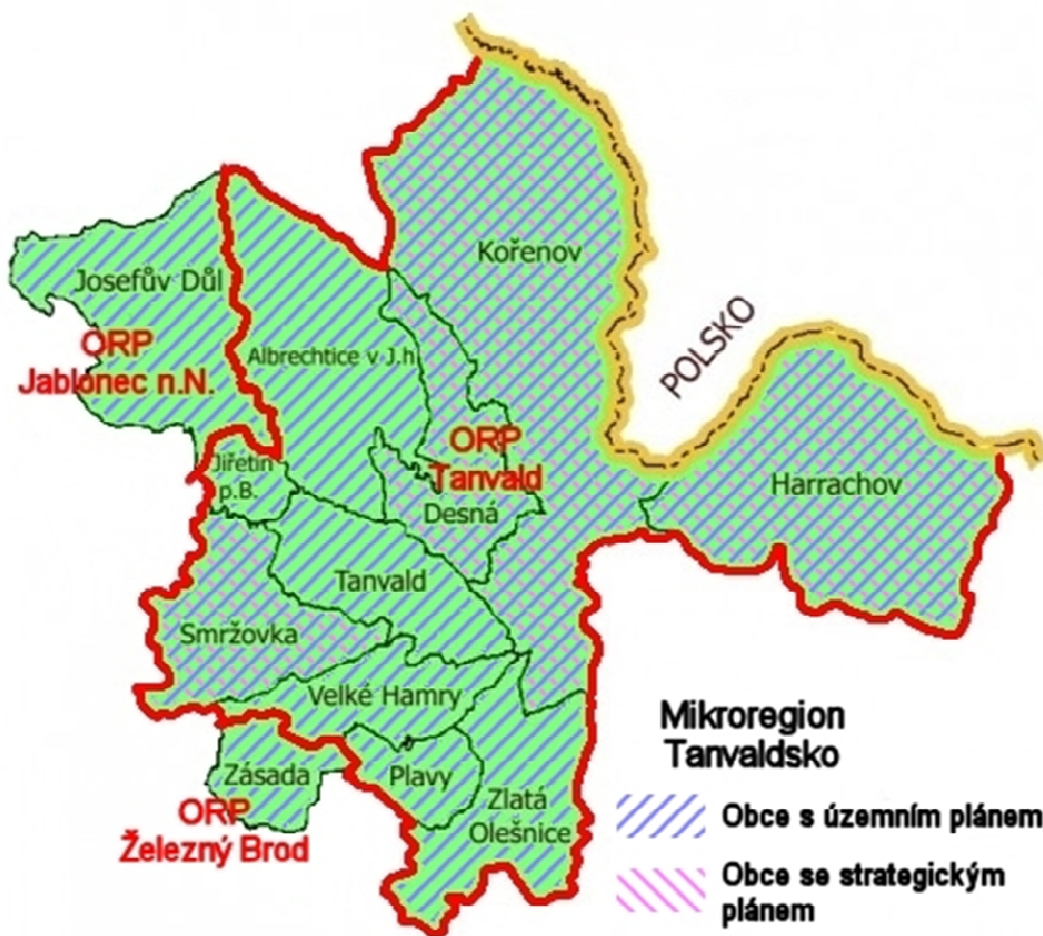 Kořenov
Josefův Důl
POLSKO
ORP
Jablonec n.N.
Albrechtice v J.h
ORP
Tanvald
Desná
Harrachov
Jiřetín
p.B.
Tanvald
Smržovka
Velké Hamry
Zásada
Plavy
Zlatá
Olešnice
ORP
Železný Brod
Mikroregion
Tanvaldsko
Obce s územním plánem
Obce se strategickým
plánem